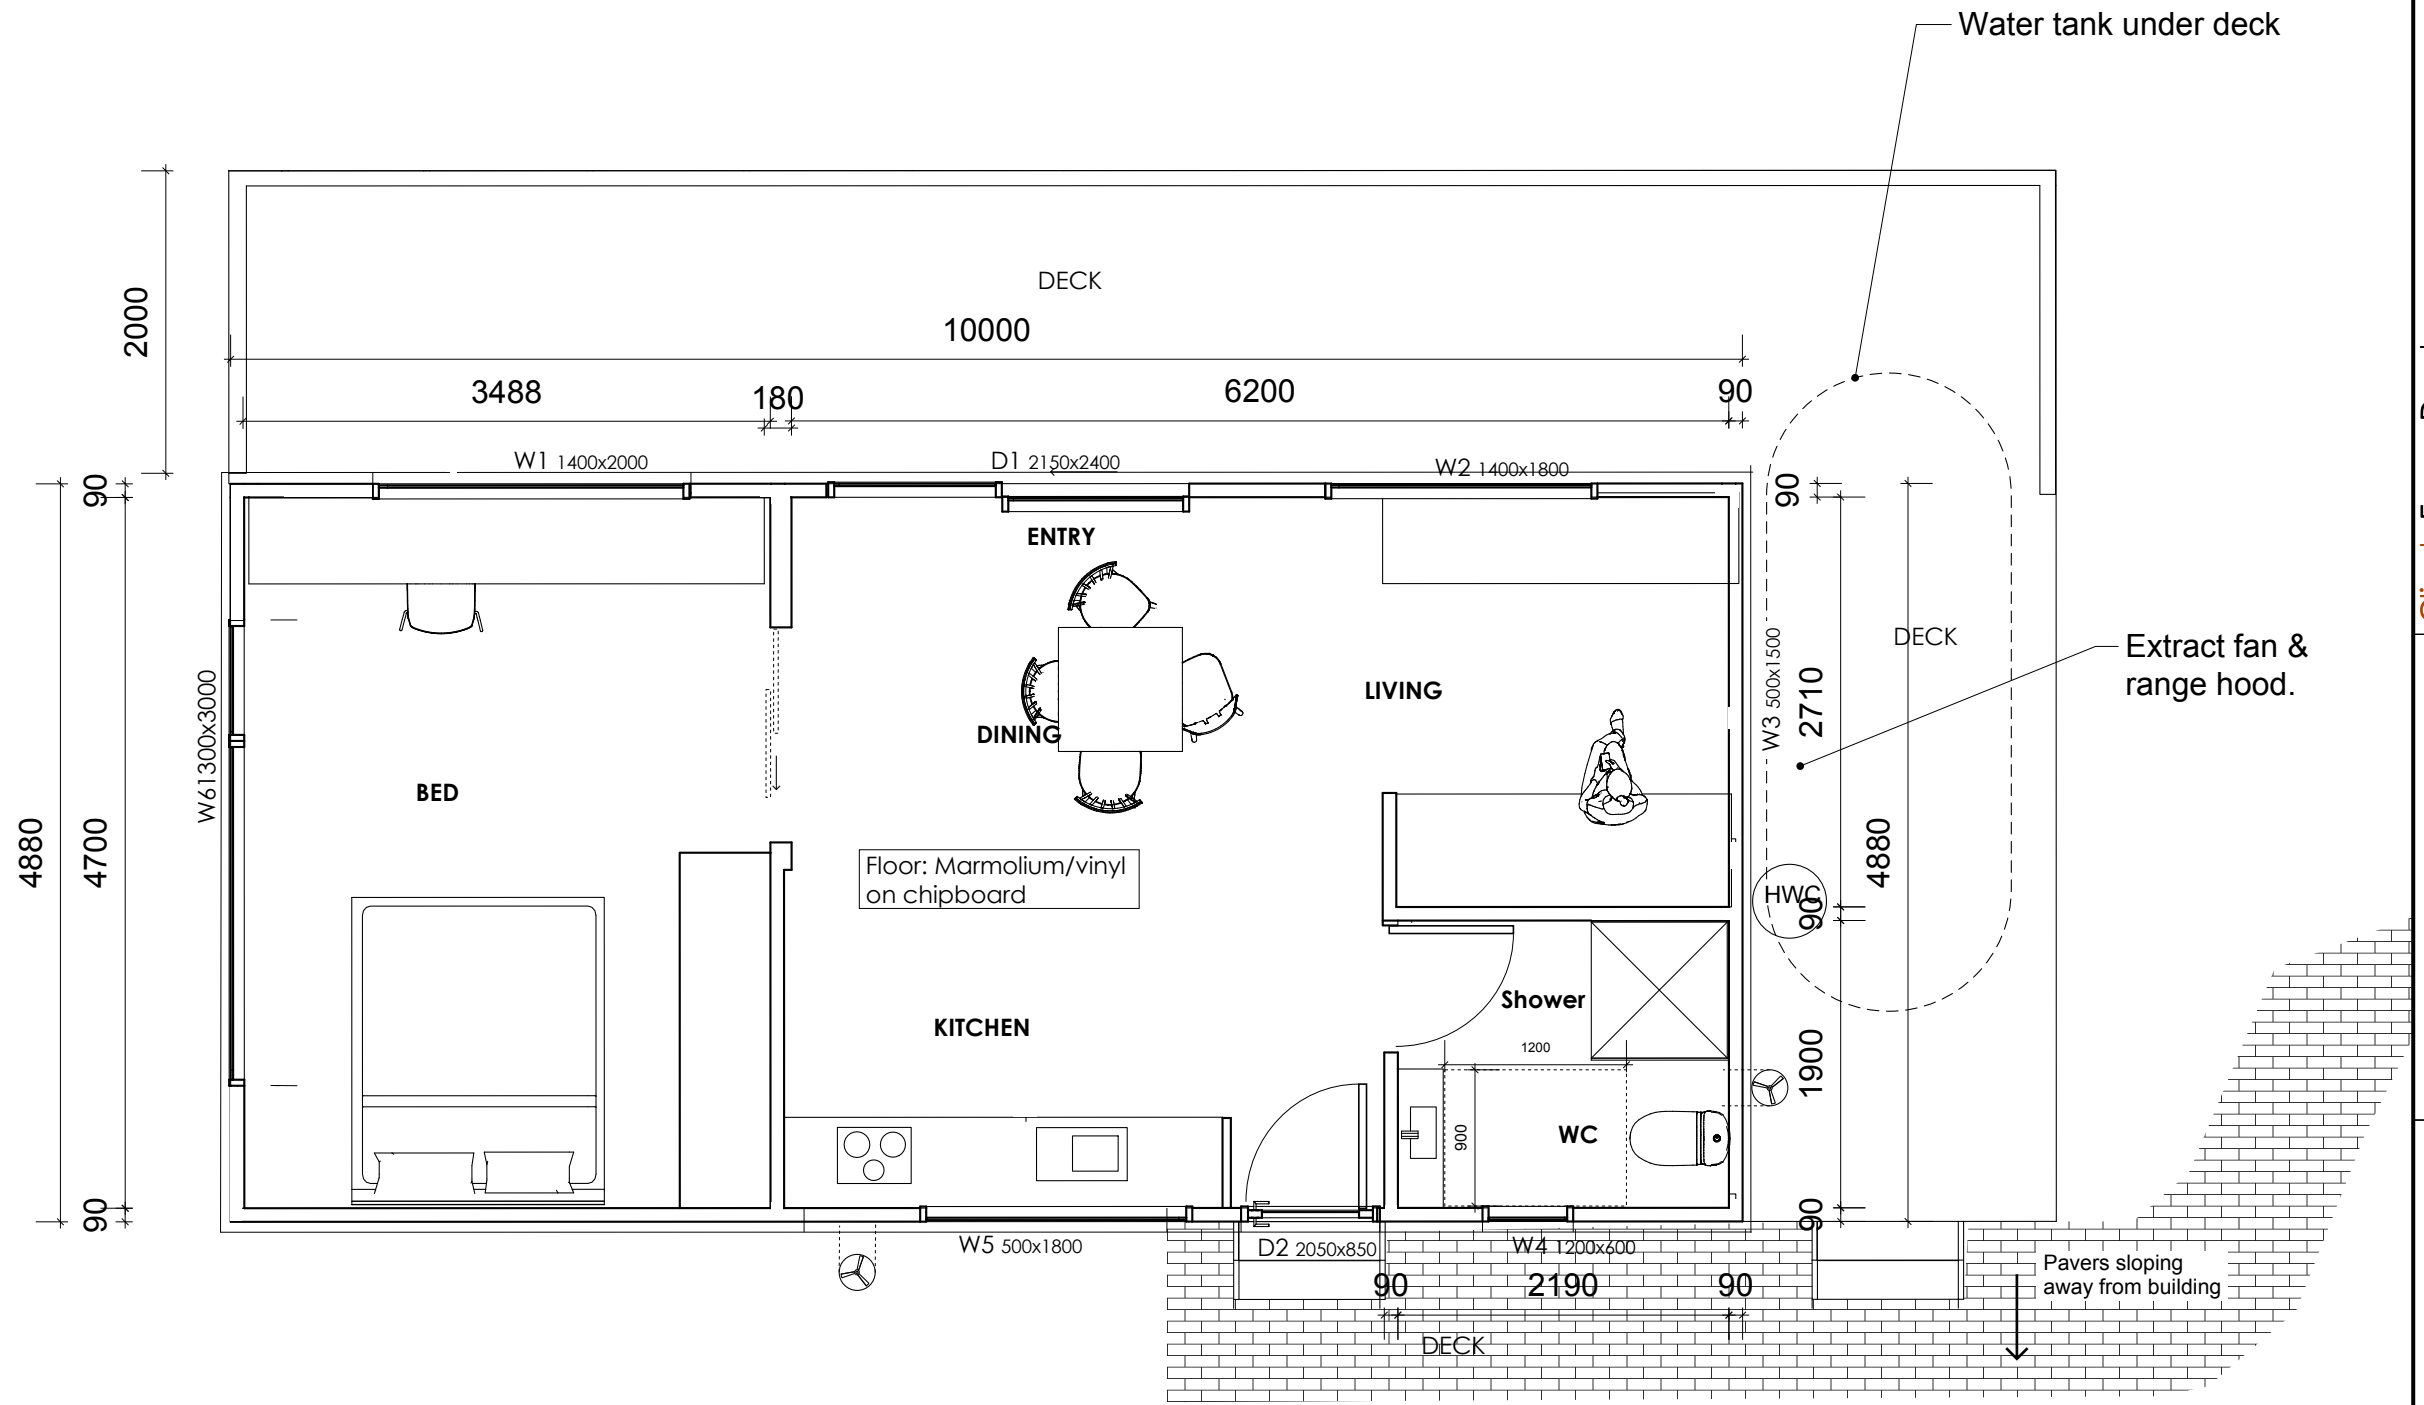 Water tank under deck
DECK
2000
10000
3488
180
6200
90
W1 1400x2000
D1 2150x2400
W2 1400x1800
90
90
ENTRY
W3 500x1500
DECK
Extract fan &
range hood.
LIVING
2710
W61300x3000
DINING
BED
4880
4700
4880
Floor: Marmolium/vinyl
on chipboard
HWC
90
Shower
KITCHEN
1200
1900
900
WC
90
90
W5 500x1800
D2 2050x850
W4 1200x600
Pavers sloping
away from building
90
2190
90
DECK